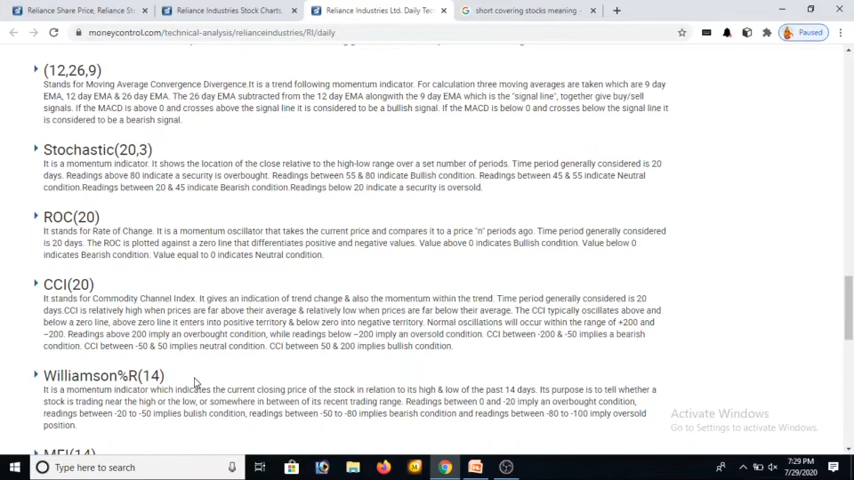 Reliance Share Price, Reliance Sto
Reliance Industries Stock Charts,
Reliance Industries Ltd. Daily Tec
short covering stocks meaning -
moneycontrol.com/technical-analysis/relianceindustries/RI/daily
Paused
(12,26,9)
Stands for Moving Average Convergence Divergence.It is a trend following momentum indicator. For calculation three moving averages are taken which are 9 day
EMA, 12 day EMA & 26 day EMA. The 26 day EMA subtracted from the 12 day EMA alongwith the 9 day EMA which is the "signal line", together give buy/sell
signals. If the MACD is above 0 and crosses above the signal line it is considered to be a bullish signal. If the MACD is below 0 and crosses below the signal line it
is considered to be a bearish signal.
Stochastic(20,3)
It is a momentum indicator. It shows the location of the close relative to the high-low range over a set number of periods. Time period generally considered is 20
days. Readings above 80 indicate a security is overbought. Readings between 55 & 80 indicate Bullish condition. Readings between 45 & 55 indicate Neutral
condition.Readings between 20 & 45 indicate Bearish condition.Readings below 20 indicate a security is oversold.
ROC(20)
It stands for Rate of Change. It is a momentum oscillator that takes the current price and compares it to a price "n" periods ago. Time period generally considered
is 20 days. The ROC is plotted against a zero line that differentiates positive and negative values. Value above 0 indicates Bullish condition. Value below 0
indicates Bearish condition. Value equal to 0 indicates Neutral condition.
CCI(20)
It stands for Commodity Channel Index. It gives an indication of trend change & also the momentum within the trend. Time period generally considered is 20
days.CCI is relatively high when prices are far above their average & relatively low when prices are far below their average. The CCI typically oscillates above and
below a zero line, above zero line it enters into positive territory & below zero into negative territory. Normal oscillations will occur within the range of +200 and
−200. Readings above 200 imply an overbought condition, while readings below −200 imply an oversold condition. CCI between -200 & -50 implies a bearish
condition. CCI between -50 & 50 implies neutral condition. CCI between 50 & 200 implies bullish condition.
Williamson%R(14)
It is a momentum indicator which indicates the current closing price of the stock in relation to its high & low of the past 14 days. Its purpose is to tell whether a
stock is trading near the high or the low, or somewhere in between of its recent trading range. Readings between 0 and -20 imply an overbought condition,
readings between -20 to -50 implies bulish condition, readings between -50 to -80 implies bearish condition and readings between -80 to -100 imply oversold
position.
MFI(14)
Activate Windows
Go to Settings to activate Windows.
Type here to search
7:29 PM
7/29/2020